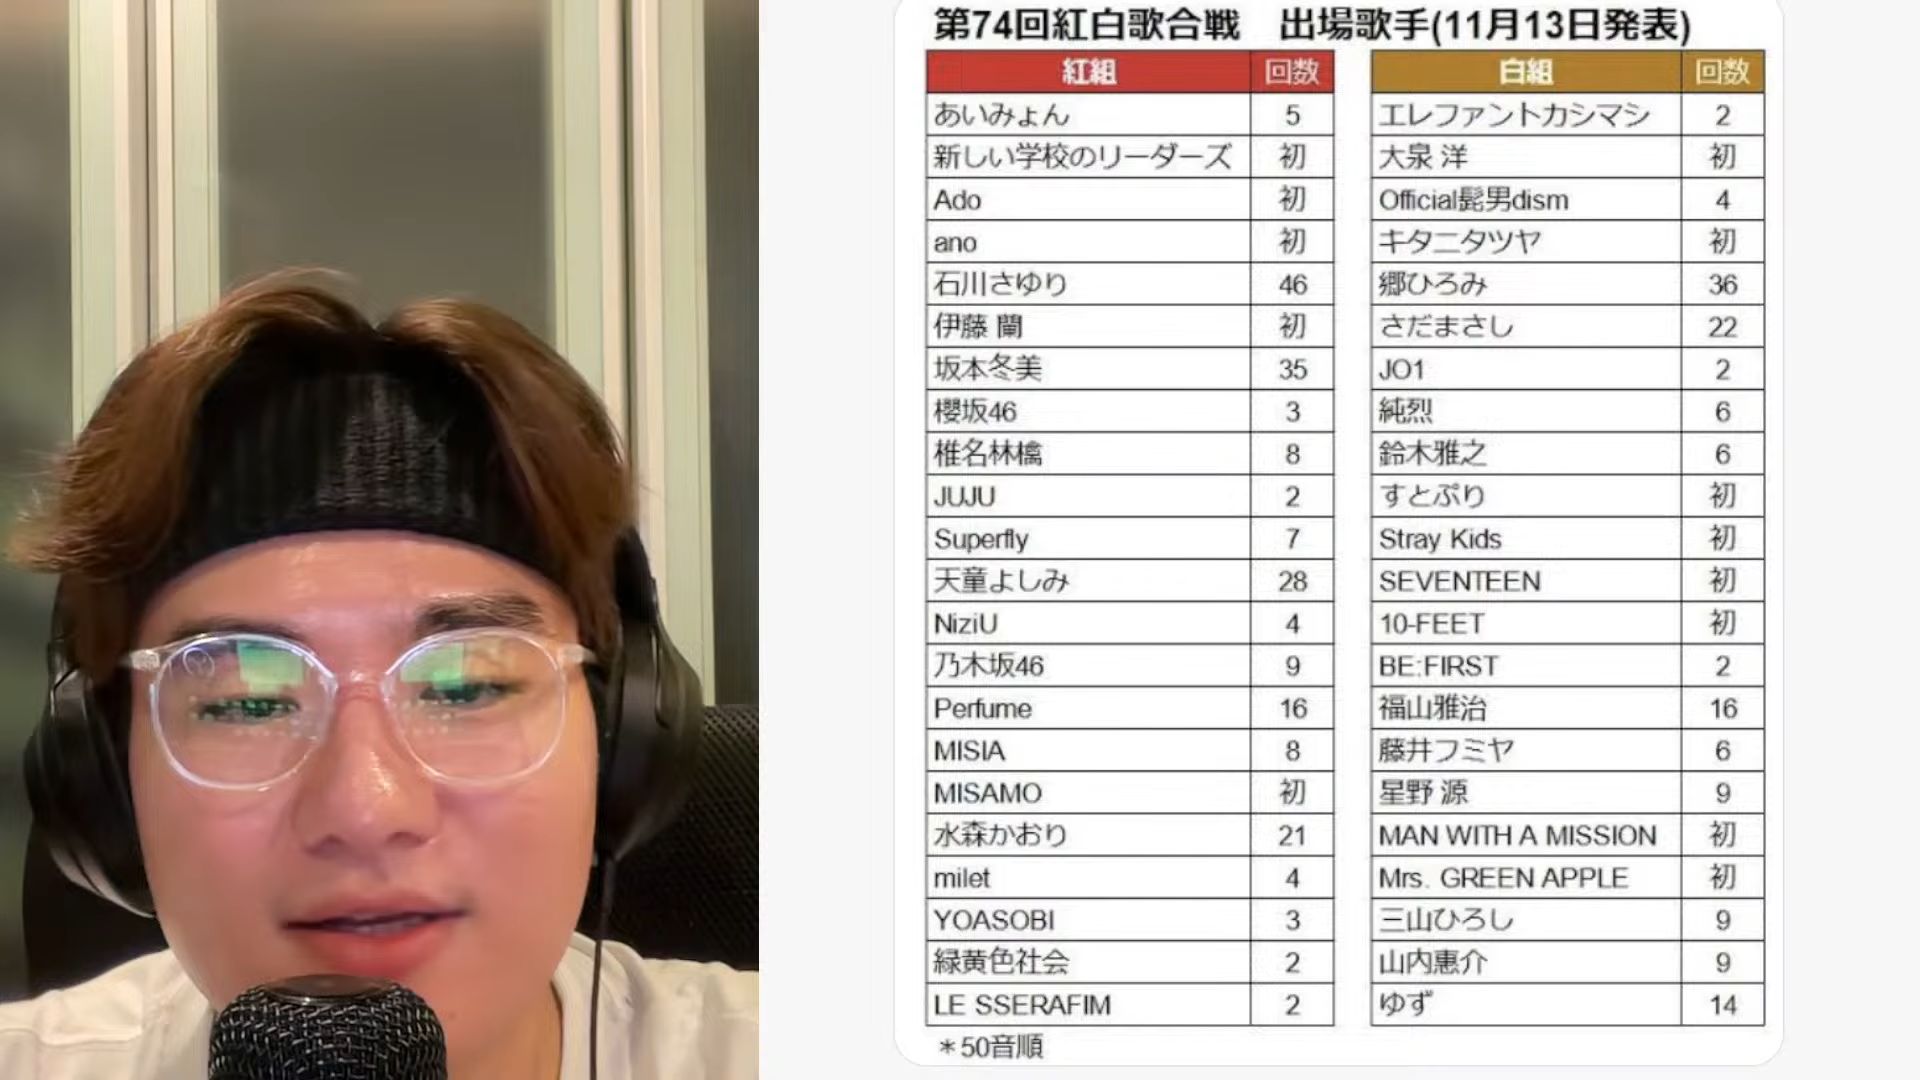 第74回紅白歌合戦　出場歌手(11月13日発表)
紅組 回数 白組 回数
あいみょん 5 エレファントカシマシ 2
新しい学校のリーダーズ 初 大泉 洋 初
Ado 初 Official髭男dism 4
ano 初 キタニタツヤ 初
石川さゆり 46 郷ひろみ 36
伊藤 蘭 初 さだまさし 22
坂本冬美 35 JO1 2
櫻坂46 3 純烈 6
椎名林檎 8 鈴木雅之 6
JUJU 2 すとぷり 初
Superfly 7 Stray Kids 初
天童よしみ 28 SEVENTEEN 初
NiziU 4 10-FEET 初
乃木坂46 9 BE:FIRST 2
Perfume 16 福山雅治 16
MISIA 8 藤井フミヤ 6
MISAMO 初 星野 源 9
水森かおり 21 MAN WITH A MISSION 初
milet 4 Mrs. GREEN APPLE 初
YOASOBI 3 三山ひろし 9
緑黄色社会 2 山内惠介 9
LE SSERAFIM 2 ゆず 14
＊50音順